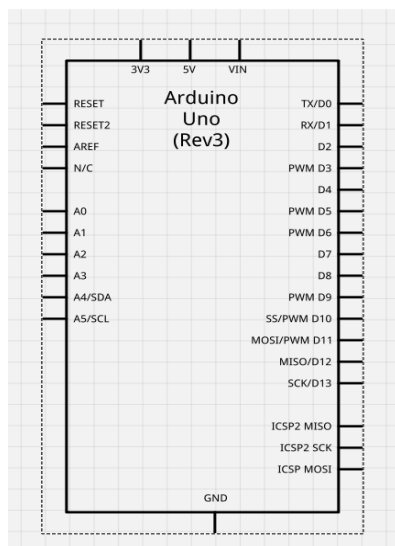 3V3 5V VIN
Arduino
Uno
(Rev3)
RESET
RESET2
AREF
N/C
A0
A1
A2
A3
A4/SDA
A5/SCL
TX/D0
RX/D1
D2
PWM D3
D4
PWM D5
PWM D6
D7
D8
PWM D9
SS/PWM D10
MOSI/PWM D11
MISO/D12
SCK/D13
ICSP2 MISO
ICSP2 SCK
ICSP MOSI
GND